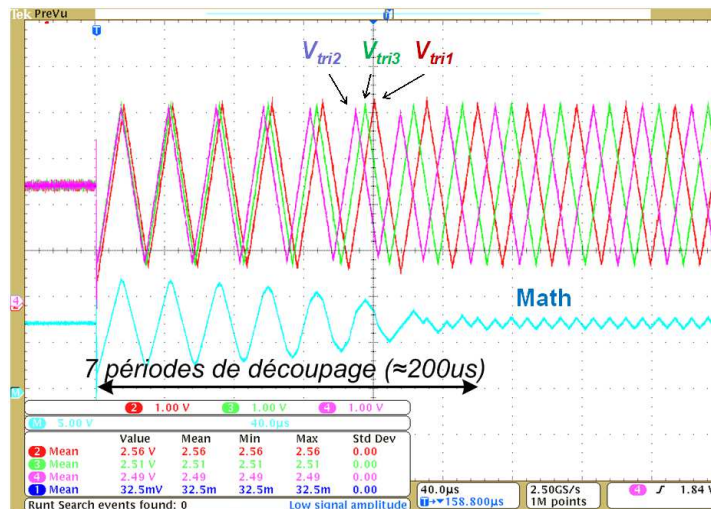 Tek PreVu
Vtri2 Vtri3 Vtri1
Math
7 périodes de découpage (≈200us)
2 1.00 V 3 1.00 V 4 1.00 V
M 5.00 V 40.0µs
Value Mean Min Max Std Dev
2 Mean 2.56 V 2.56 2.56 2.56 0.00
3 Mean 2.51 V 2.51 2.51 2.51 0.00
4 Mean 2.49 V 2.49 2.49 2.49 0.00
1 Mean 32.5mV 32.5m 32.5m 32.5m 0.00
Runt Search events found: 0 Low signal amplitude
40.0µs
T→▾158.800µs
2.50GS/s
1M points
4 ∫ 1.84 V